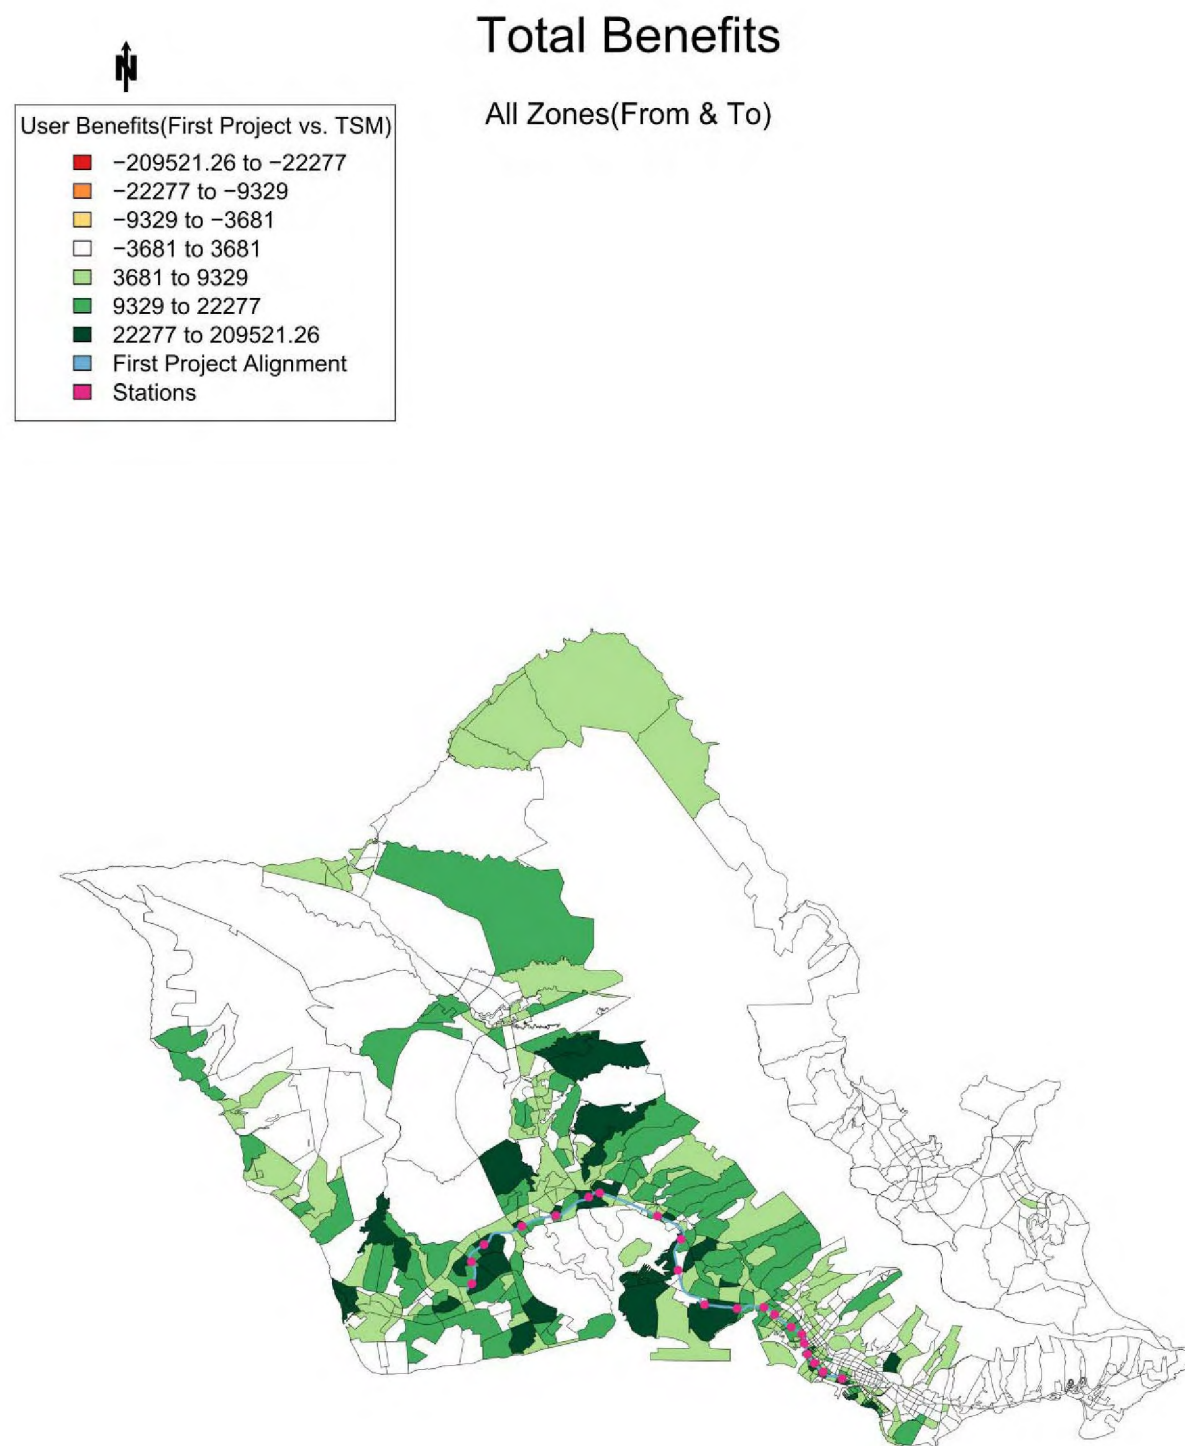 Total Benefits
All Zones(From & To)
N
User Benefits(First Project vs. TSM)
−209521.26 to −22277
−22277 to −9329
−9329 to −3681
−3681 to 3681
3681 to 9329
9329 to 22277
22277 to 209521.26
First Project Alignment
Stations